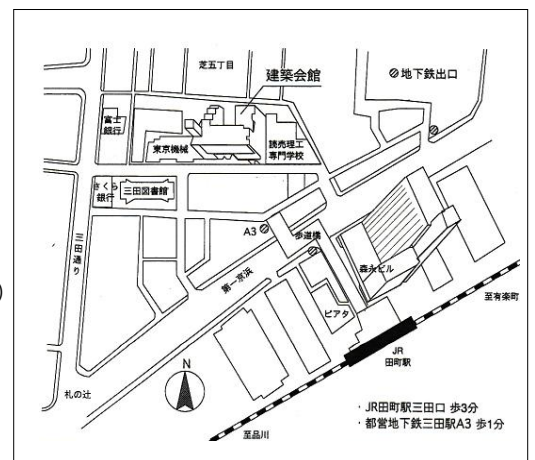 芝五丁目
建築会館
地下鉄出口
富士
銀行
東京機械
読売理工
専門学校
さくら
銀行
三田図書館
A3
歩道橋
三田通り
第一京浜
森永ビル
ピアタ
至有楽町
JR
田町駅
札の辻
N
至品川
・JR田町駅三田口 歩3分
・都営地下鉄三田駅A3 歩1分
)